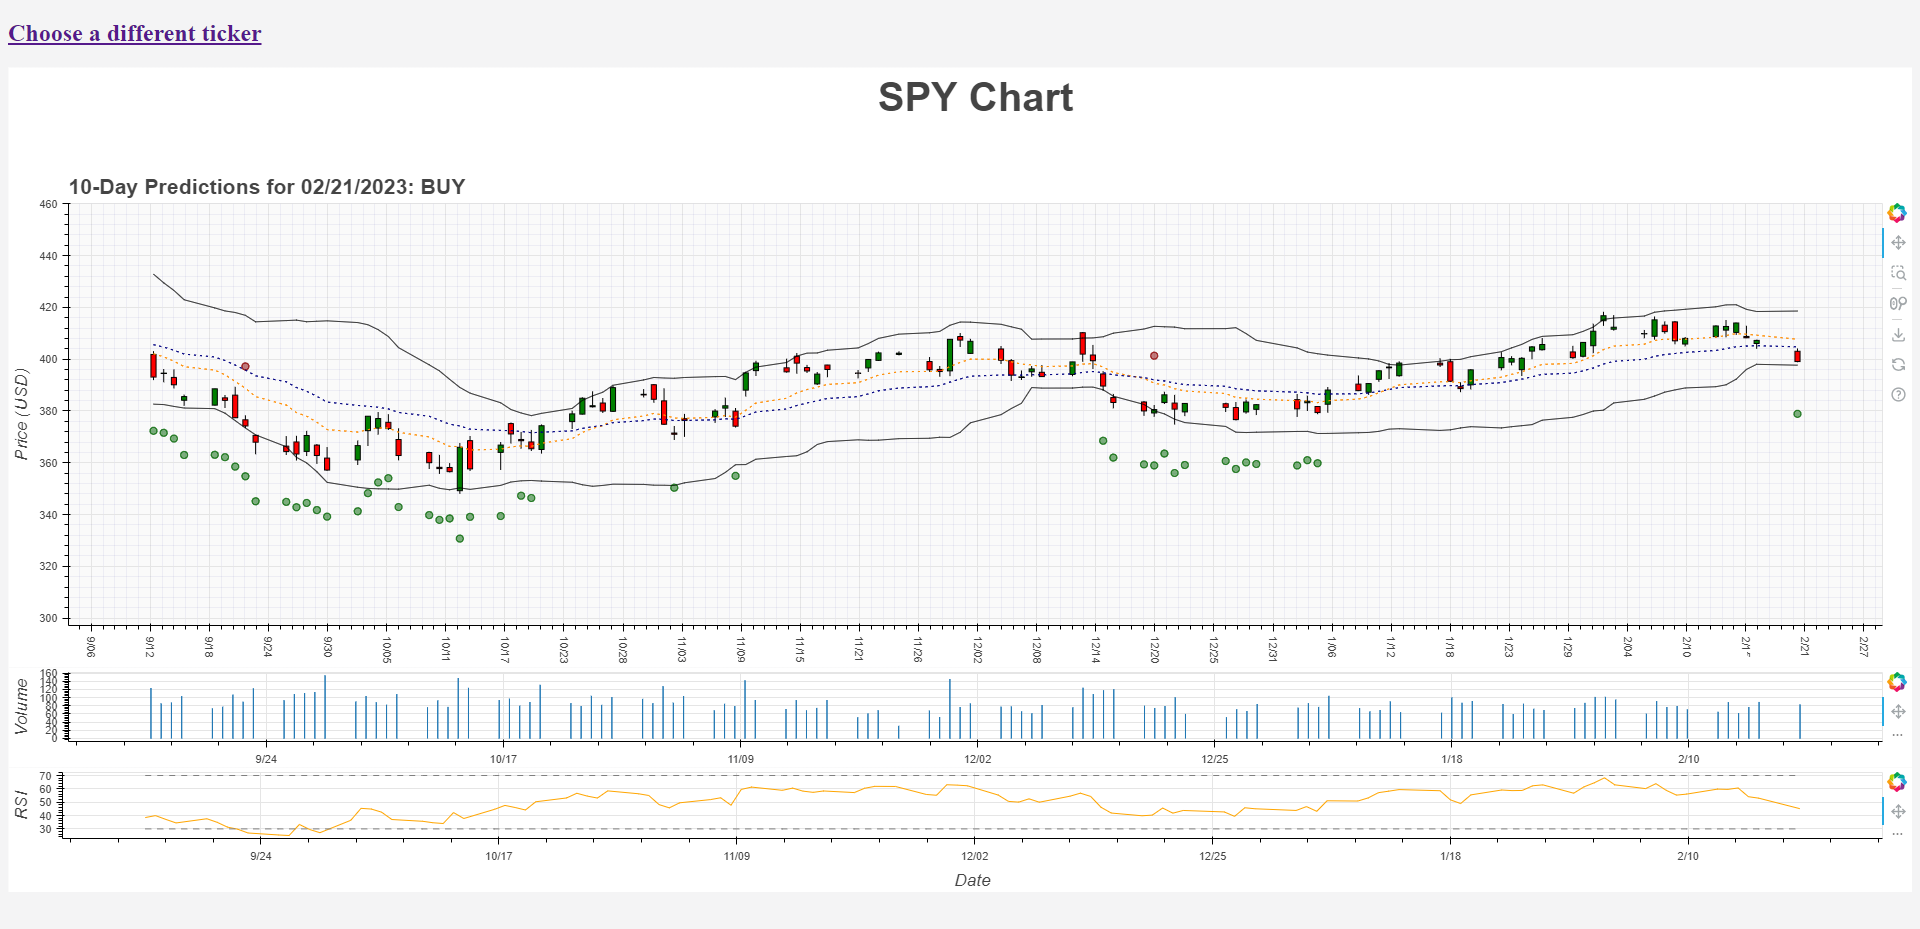 Choose a different ticker
SPY Chart
10-Day Predictions for 02/21/2023: BUY
Price (USD)
460
440
420
400
380
360
340
320
300
9/06 9/12 9/18 9/24 9/30 10/05 10/11 10/17 10/23 10/28 11/03 11/09 11/15 11/21 11/26 12/02 12/08 12/14 12/20 12/25 12/31 1/06 1/12 1/18 1/23 1/29 2/04 2/10 2/21 2/27
Volume
160
140
120
100
80
60
40
20
0
9/24 10/17 11/09 12/02 12/25 1/18 2/10
RSI
70
60
50
40
30
9/24 10/17 11/09 12/02 12/25 1/18 2/10
Date